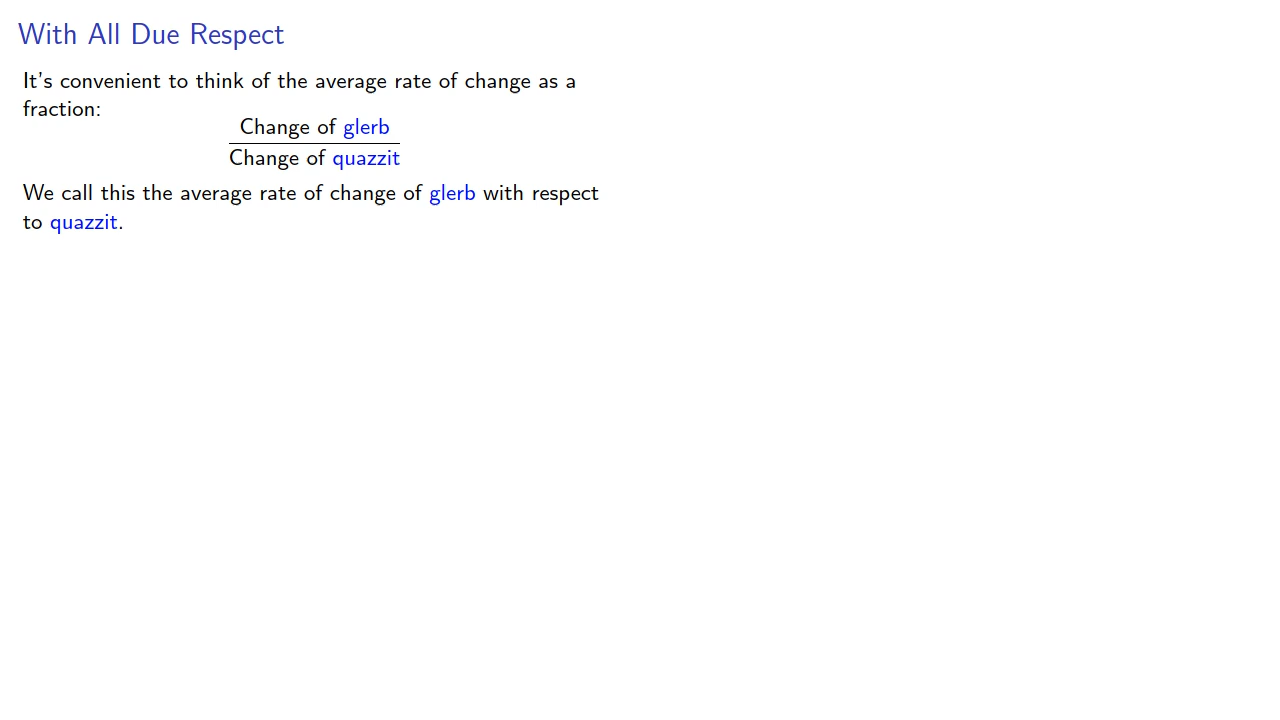 With All Due Respect
It's convenient to think of the average rate of change as a
fraction:
Change of glerb
Change of quazzit
We call this the average rate of change of glerb with respect
to quazzit.